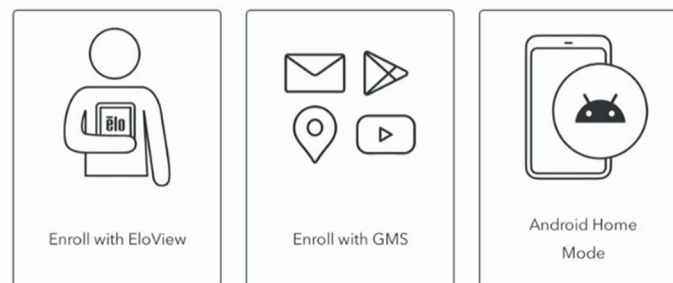 ēlo
Enroll with EloView
Enroll with GMS
Android Home
Mode